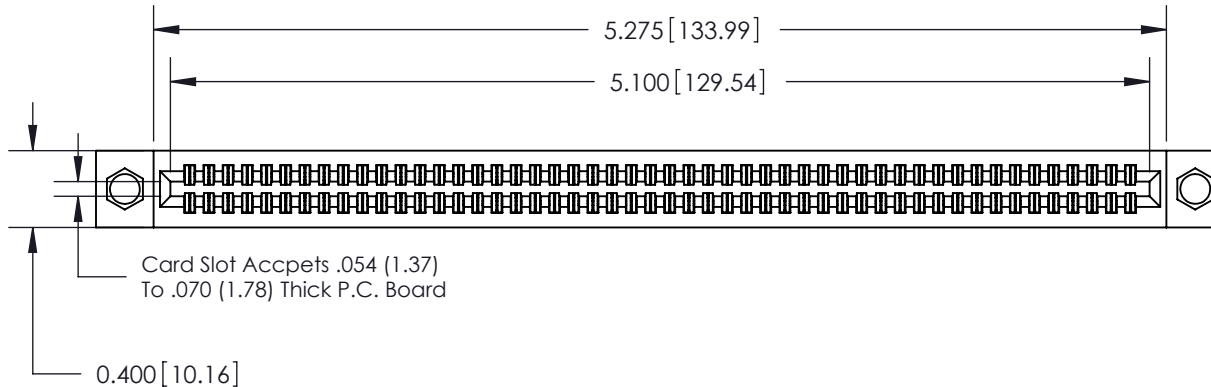 5.275 [133.99]
5.100 [129.54]
Card Slot Accpets .054 (1.37)
To .070 (1.78) Thick P.C. Board
0.400 [10.16]